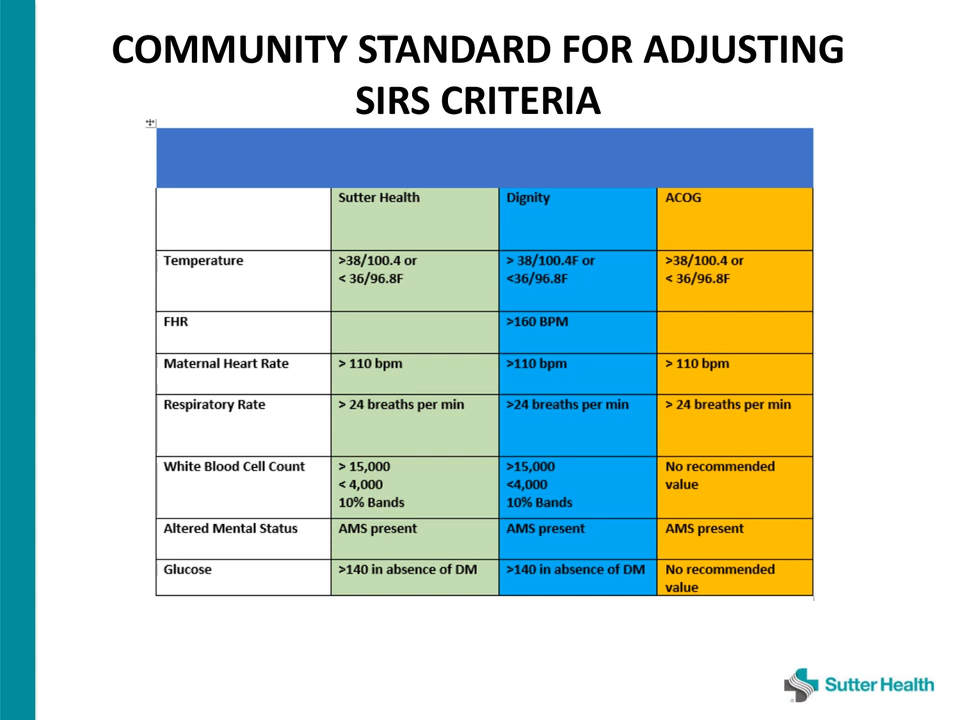 COMMUNITY STANDARD FOR ADJUSTING
SIRS CRITERIA
Sutter Health Dignity ACOG
Temperature >38/100.4 or > 38/100.4F or >38/100.4 or
< 36/96.8F <36/96.8F < 36/96.8F
FHR >160 BPM
Maternal Heart Rate > 110 bpm >110 bpm > 110 bpm
Respiratory Rate > 24 breaths per min >24 breaths per min > 24 breaths per min
White Blood Cell Count > 15,000 >15,000 No recommended
< 4,000 <4,000 value
10% Bands 10% Bands
Altered Mental Status AMS present AMS present AMS present
Glucose >140 in absence of DM >140 in absence of DM No recommended
value
Sutter Health